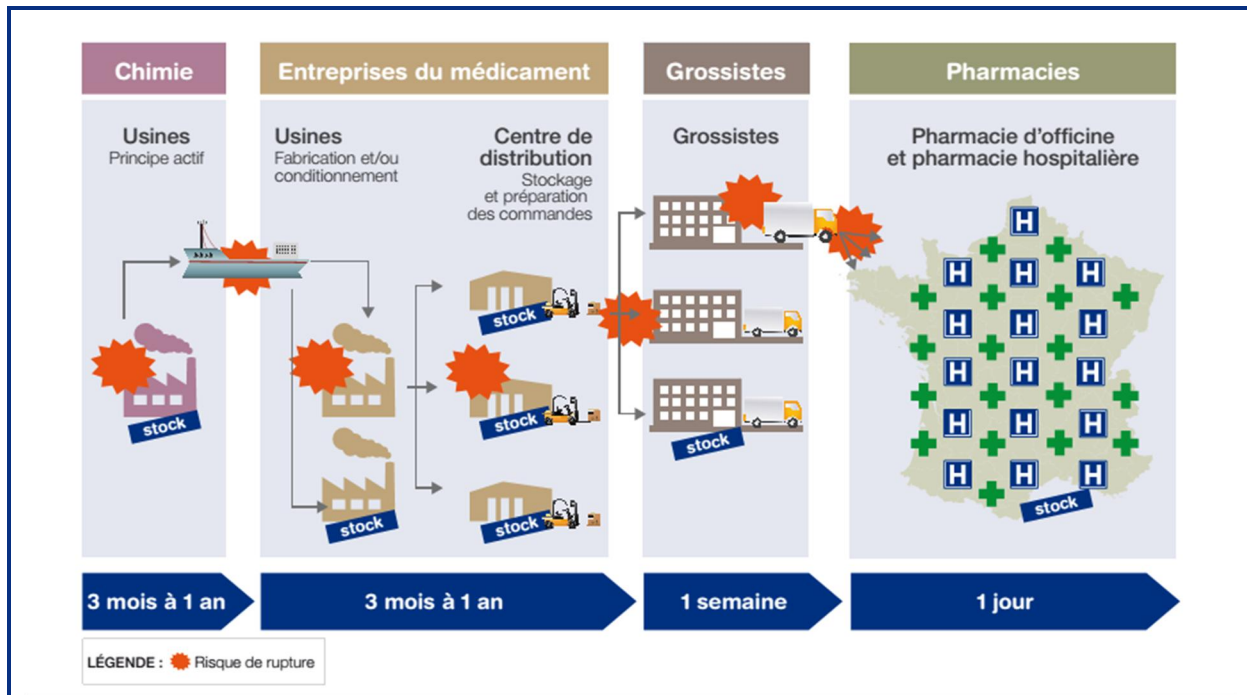 Chimie
Entreprises du médicament
Grossistes
Pharmacies
Usines
Principe actif
Usines
Fabrication et/ou
conditionnement
Centre de
distribution
Stockage
et préparation
des commandes
Grossistes
Pharmacie d'officine
et pharmacie hospitalière
H
H
H
H
stock
H
H
H
H
H
H
stock
stock
stock
H
H
H
stock
H
H
H
stock
stock
stock
3 mois à 1 an
3 mois à 1 an
1 semaine
1 jour
LÉGENDE : Risque de rupture